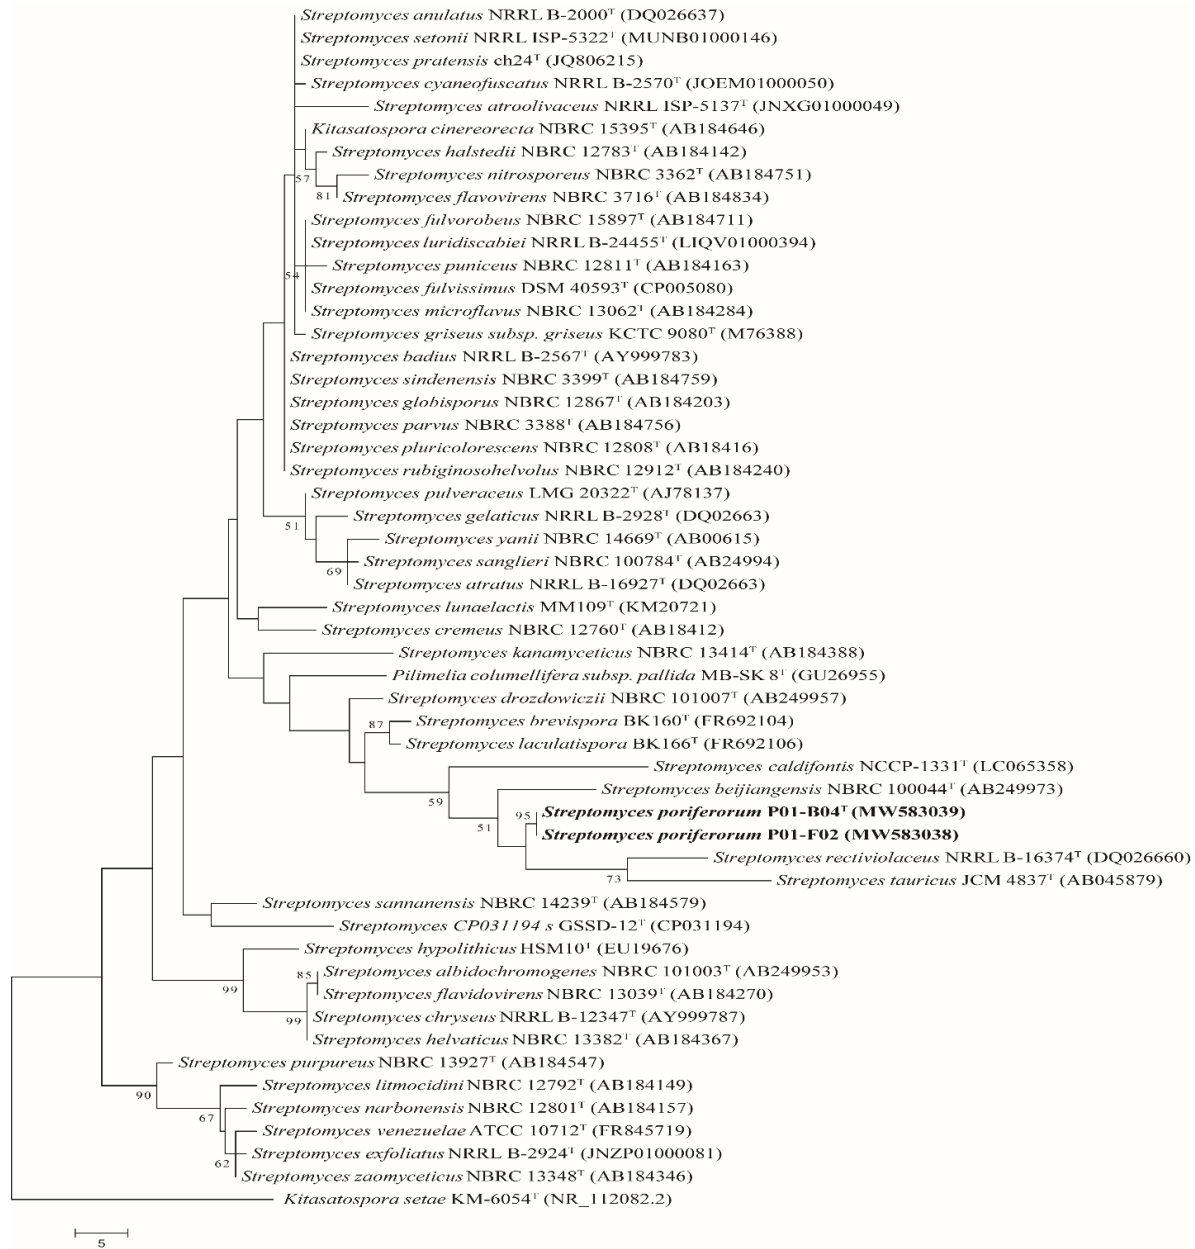 Streptomyces anulatus NRRL B-2000ᵀ (DQ026637)
Streptomyces setonii NRRL ISP-5322ᵀ (MUNB01000146)
Streptomyces pratensis ch24ᵀ (JQ806215)
Streptomyces cyaneofuscatus NRRL B-2570ᵀ (JOEM01000050)
Streptomyces atroolivaceus NRRL ISP-5137ᵀ (JNXG01000049)
Kitasatospora cinereorecta NBRC 15395ᵀ (AB184646)
Streptomyces halstedii NBRC 12783ᵀ (AB184142)
57 Streptomyces nitrosporeus NBRC 3362ᵀ (AB184751)
81 Streptomyces flavovirens NBRC 3716ᵀ (AB184834)
Streptomyces fulvorobeus NBRC 15897ᵀ (AB184711)
Streptomyces luridiscabiei NRRL B-24455ᵀ (LIQV01000394)
Streptomyces puniceus NBRC 12811ᵀ (AB184163)
54
Streptomyces fulvissimus DSM 40593ᵀ (CP005080)
Streptomyces microflavus NBRC 13062ᵀ (AB184284)
Streptomyces griseus subsp. griseus KCTC 9080ᵀ (M76388)
Streptomyces badius NRRL B-2567ᵀ (AY999783)
Streptomyces sindenensis NBRC 3399ᵀ (AB184759)
Streptomyces globisporus NBRC 12867ᵀ (AB184203)
Streptomyces parvus NBRC 3388ᵀ (AB184756)
Streptomyces pluricolorescens NBRC 12808ᵀ (AB18416)
Streptomyces rubiginosohelvolus NBRC 12912ᵀ (AB184240)
Streptomyces pulveraceus LMG 20322ᵀ (AJ78137)
51 Streptomyces gelaticus NRRL B-2928ᵀ (DQ02663)
Streptomyces yanii NBRC 14669ᵀ (AB00615)
Streptomyces sanglieri NBRC 100784ᵀ (AB24994)
69
Streptomyces atratus NRRL B-16927ᵀ (DQ02663)
Streptomyces lunaelactis MM109ᵀ (KM20721)
Streptomyces cremeus NBRC 12760ᵀ (AB18412)
Streptomyces kanamyceticus NBRC 13414ᵀ (AB184388)
Pilimelia columellifera subsp. pallida MB-SK 8ᵀ (GU26955)
Streptomyces drozdowiczii NBRC 101007ᵀ (AB249957)
87 Streptomyces brevispora BK160ᵀ (FR692104)
Streptomyces laculatispora BK166ᵀ (FR692106)
Streptomyces caldifontis NCCP-1331ᵀ (LC065358)
Streptomyces beijiangensis NBRC 100044ᵀ (AB249973)
59
95 Streptomyces poriferorum P01-B04ᵀ (MW583039)
51
Streptomyces poriferorum P01-F02 (MW583038)
Streptomyces rectiviolaceus NRRL B-16374ᵀ (DQ026660)
73 Streptomyces tauricus JCM 4837ᵀ (AB045879)
Streptomyces sannanensis NBRC 14239ᵀ (AB184579)
Streptomyces CP031194 s GSSD-12ᵀ (CP031194)
Streptomyces hypolithicus HSM10ᵀ (EU19676)
85 Streptomyces albidochromogenes NBRC 101003ᵀ (AB249953)
99 Streptomyces flavidovirens NBRC 13039ᵀ (AB184270)
99 Streptomyces chryseus NRRL B-12347ᵀ (AY999787)
Streptomyces helvaticus NBRC 13382ᵀ (AB184367)
Streptomyces purpureus NBRC 13927ᵀ (AB184547)
90 Streptomyces litmocidini NBRC 12792ᵀ (AB184149)
67 Streptomyces narbonensis NBRC 12801ᵀ (AB184157)
Streptomyces venezuelae ATCC 10712ᵀ (FR845719)
Streptomyces exfoliatus NRRL B-2924ᵀ (JNZP01000081)
62
Streptomyces zaomyceticus NBRC 13348ᵀ (AB184346)
Kitasatospora setae KM-6054ᵀ (NR_112082.2)
5